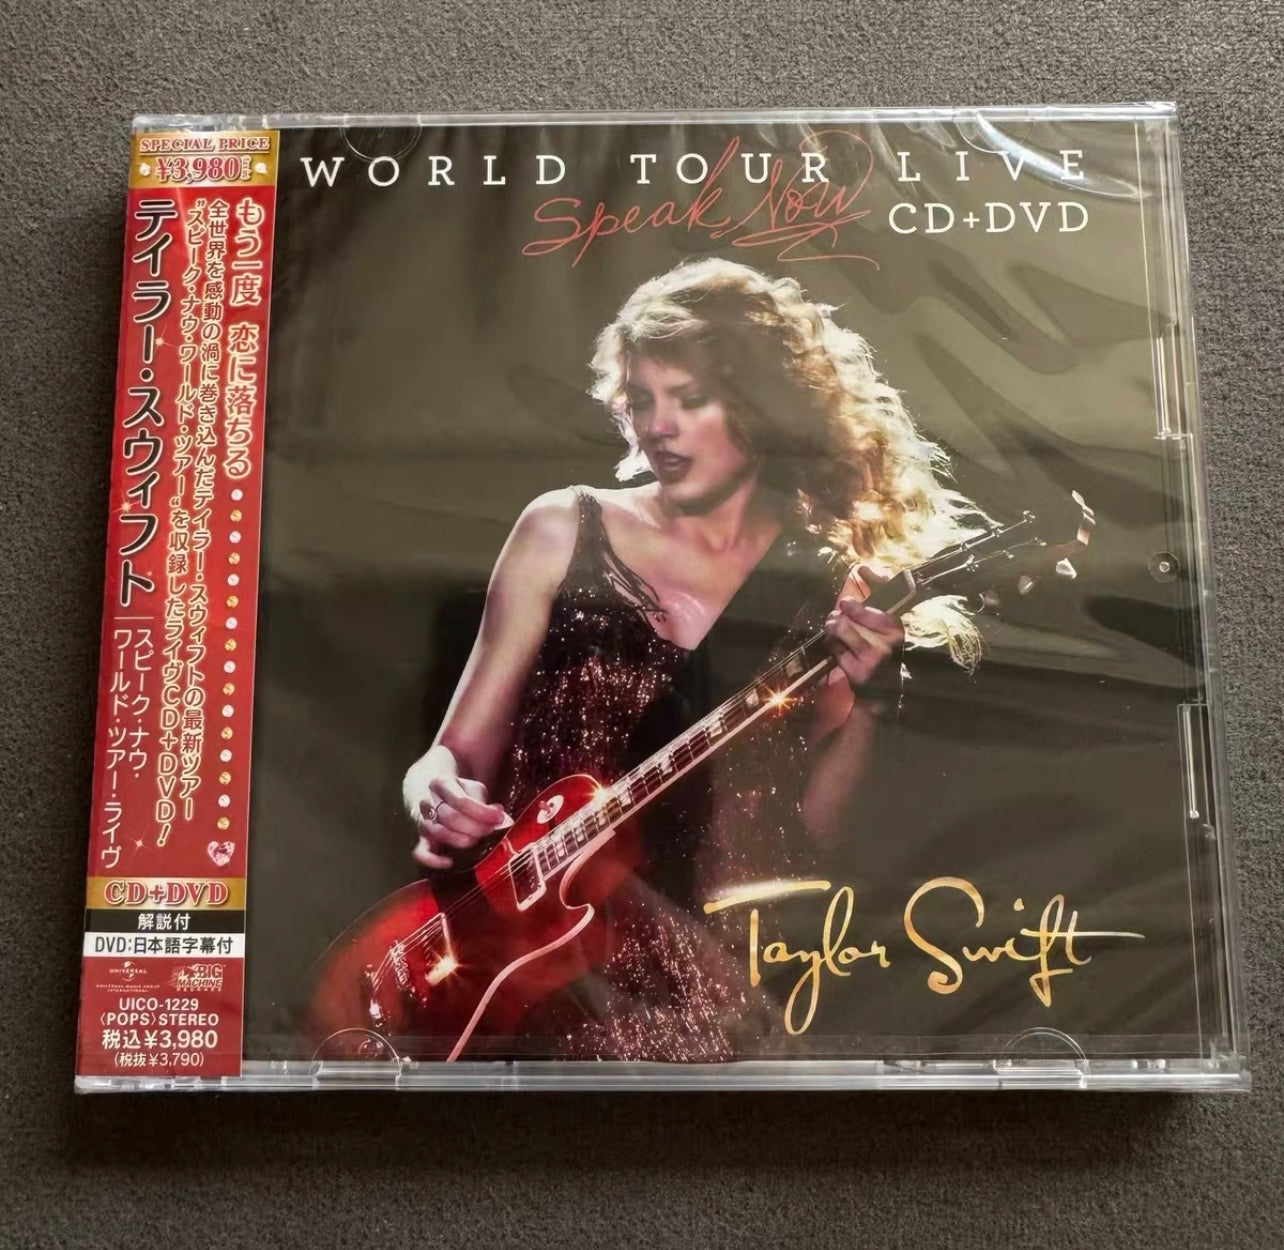 SPECIAL PRICE
¥3,980
もう一度 恋に落ちる
全世界を感動の渦に巻き込んだテイラー・スウィフトの最新ツアー
“スピーク・ナウ・ワールド・ツアー”を収録したライヴCD+DVD!
テイラー・スウィフト
スピーク・ナウ・
ワールド・ツアー・ライヴ
CD+DVD
解説付
DVD:日本語字幕付
UNIVERSAL
UNIVERSAL MUSIC GROUP
INTERNATIONAL
BIG
MACHINE
RECORDS
UICO-1229
〈POPS〉STEREO
税込¥3,980
(税抜¥3,790)
WORLD TOUR LIVE
Speak Now
CD+DVD
Taylor Swift